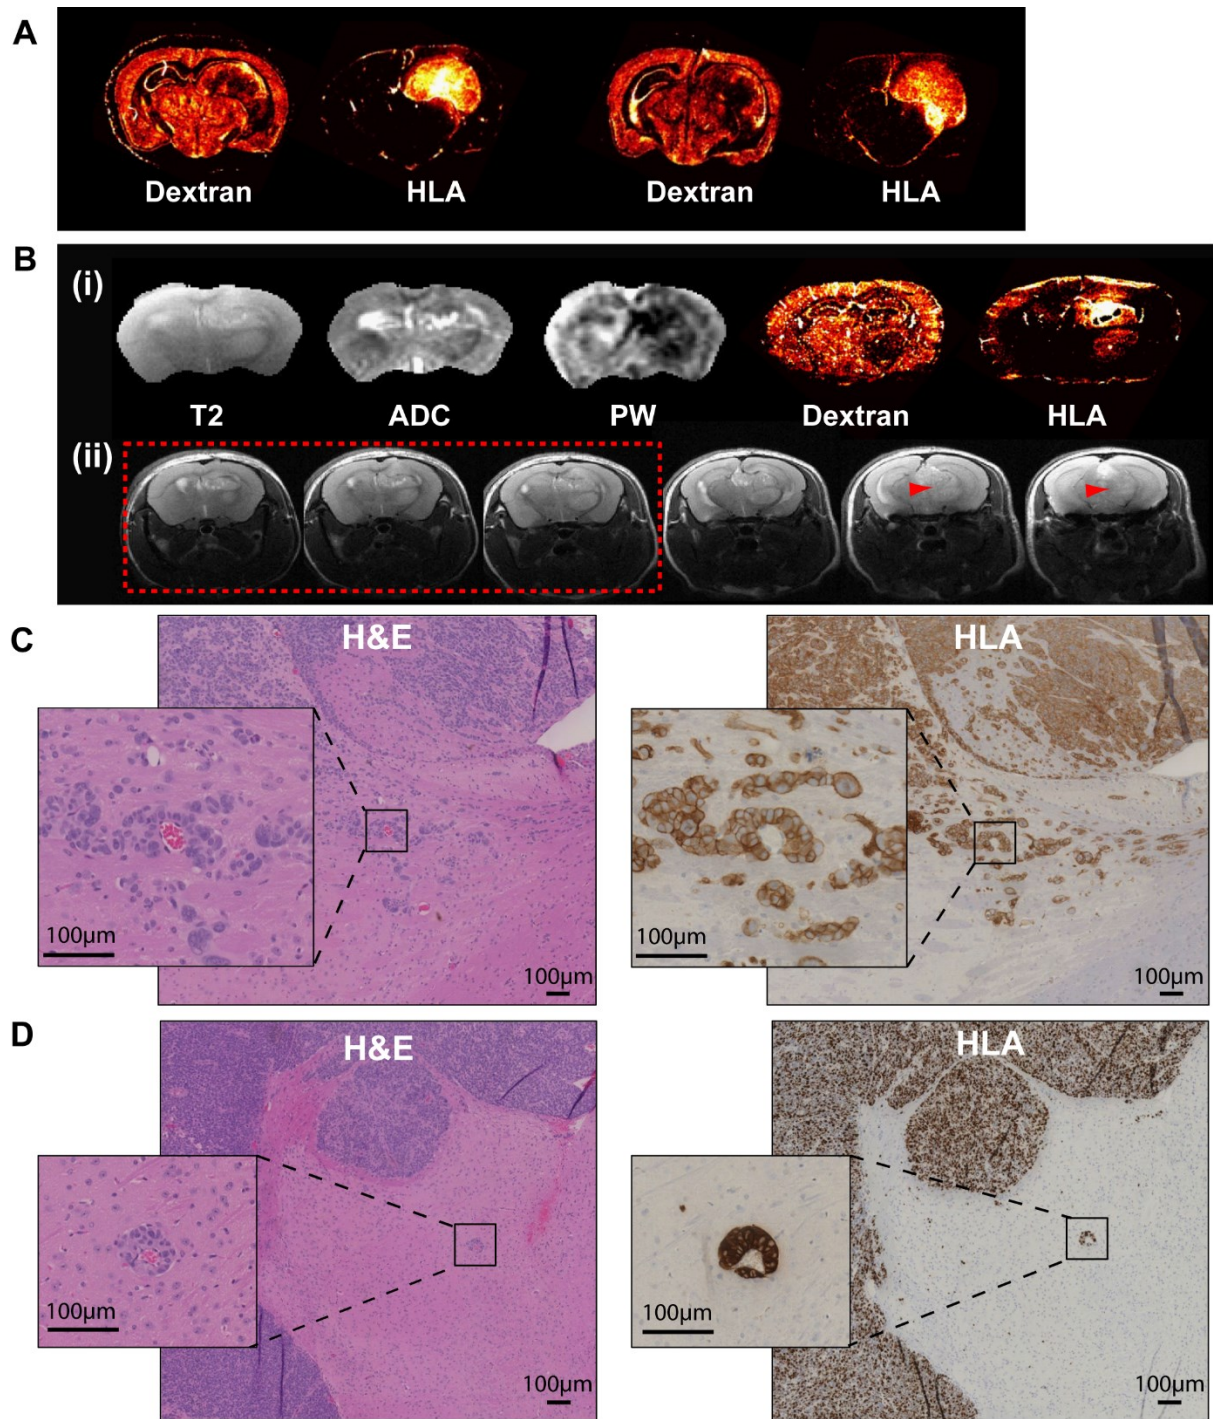 A
Dextran HLA Dextran HLA
B
(i)
T2 ADC PW Dextran HLA
(ii)
C
H&E HLA
100µm 100µm 100µm 100µm
D
H&E HLA
100µm 100µm 100µm 100µm